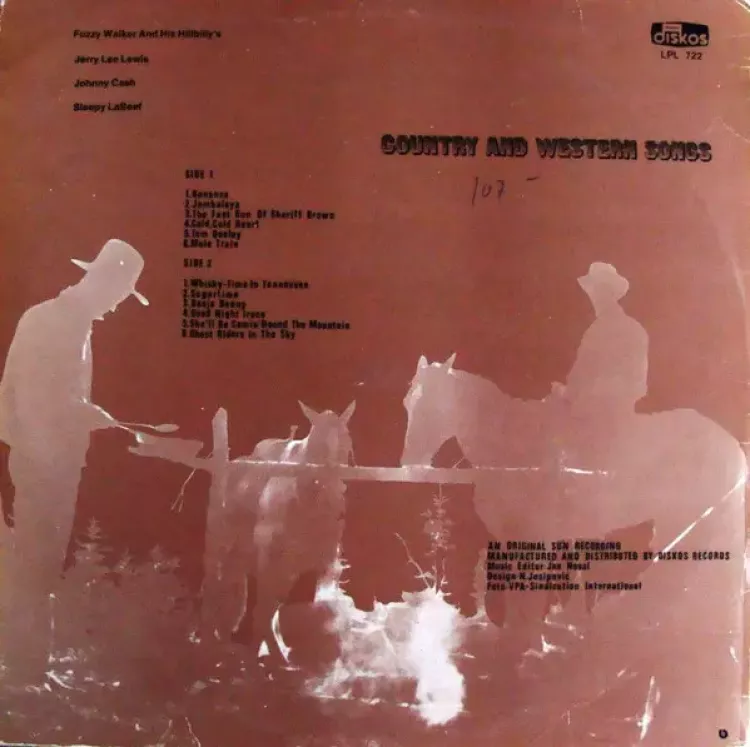 Fuzzy Walker And His Hillbilly's
Jerry Lee Lewis
Johnny Cash
Sleepy LaBeef
diskos
LPL 722
COUNTRY AND WESTERN SONGS
107 -
SIDE 1
1.Bonanza
2.Jambalaya
3.The Fast Gun Of Sheriff Brown
4.Cold,Cold Heart
5.Tom Dooley
6.Mule Train
SIDE 2
1.Whisky-Time In Tennessee
2.Sugartime
3.Banjo Benny
4.Good Night Irene
5.She'll Be Comin'Round The Mountain
6.Ghost Riders In The Sky
AN ORIGINAL SUN RECORDING
MANUFACTURED AND DISTRIBUTED BY DISKOS RECORDS
Music Editor
Design
Foto-VPA-Sindication International